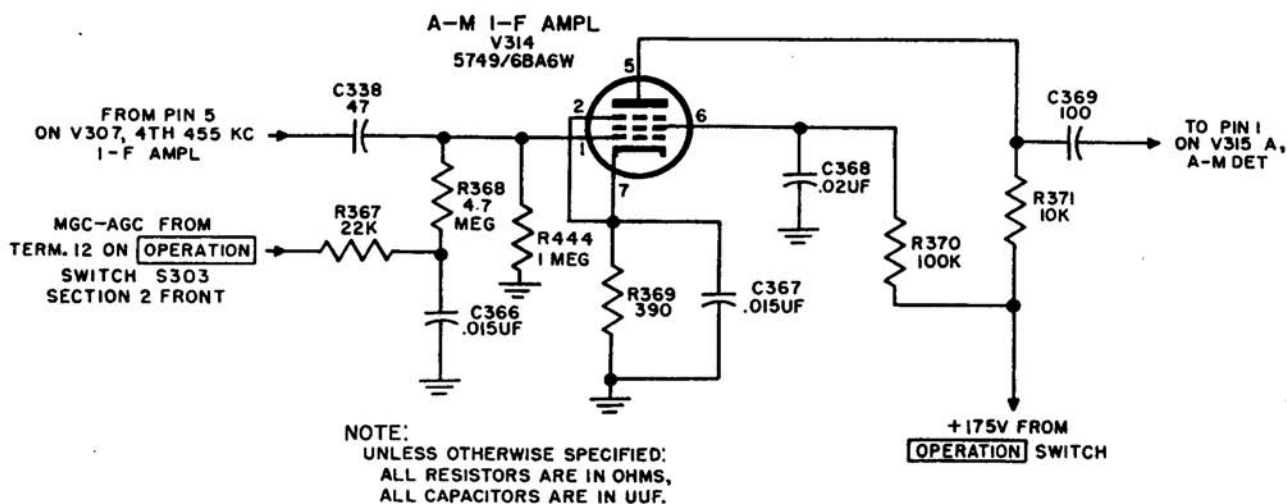 A-M I-F AMPL
V314
5749/6BA6W
5
C338
47
2
6
1
7
FROM PIN 5
ON V307, 4TH 455 KC
I-F AMPL
C369
100
TO PIN 1
ON V315 A,
A-M DET
R368
4.7
MEG
C368
.02UF
R371
10K
MGC-AGC FROM
TERM. 12 ON OPERATION
SWITCH S303
SECTION 2 FRONT
R367
22K
R444
1 MEG
R370
100K
C366
.015UF
R369
390
C367
.015UF
+175V FROM
OPERATION SWITCH
NOTE:
UNLESS OTHERWISE SPECIFIED:
ALL RESISTORS ARE IN OHMS,
ALL CAPACITORS ARE IN UUF.